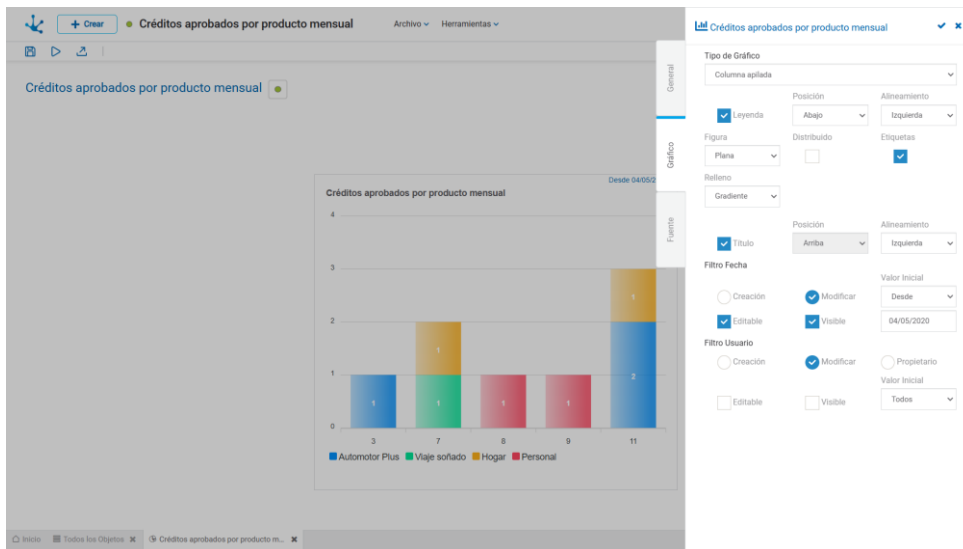 + Crear
Créditos aprobados por producto mensual
Archivo
Herramientas
Créditos aprobados por producto mensual
Desde 04/05/2
Créditos aprobados por producto mensual
4
3
2
1
0
1
1
1
1
1
1
2
3
7
8
9
11
Automotor Plus Viaje soñado Hogar Personal
Inicio
Todos los Objetos
Créditos aprobados por producto m...
General
Gráfico
Fuente
Créditos aprobados por producto mensual
Tipo de Gráfico
Columna apilada
Posición Alineamiento
Leyenda Abajo Izquierda
Figura Distribuido Etiquetas
Plana
Relleno
Gradiente
Posición Alineamiento
Título Arriba Izquierda
Filtro Fecha
Valor Inicial
Creación Modificar Desde
Editable Visible 04/05/2020
Filtro Usuario
Creación Modificar Propietario
Valor Inicial
Editable Visible Todos